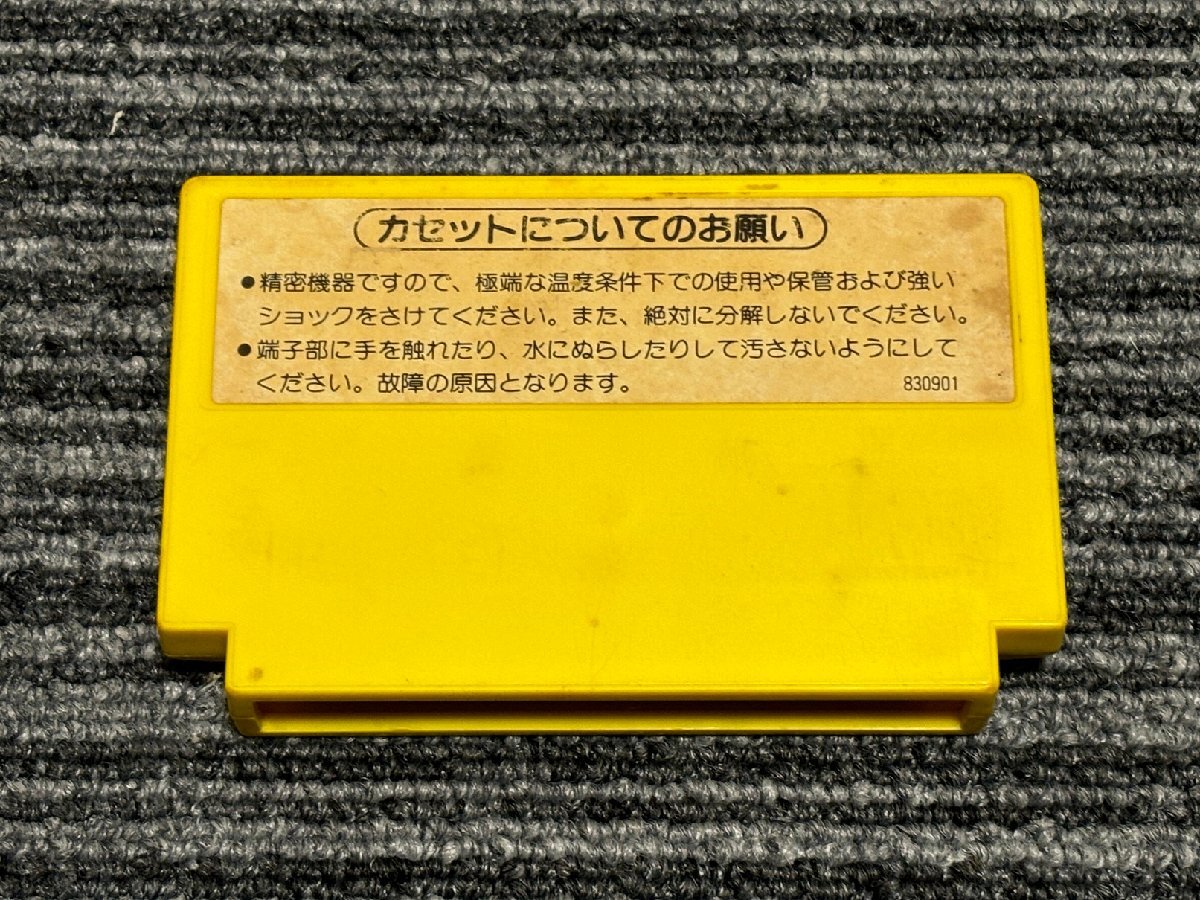 カセットについてのお願い
●精密機器ですので、極端な温度条件下での使用や保管および強い
ショックをさけてください。また、絶対に分解しないでください。
●端子部に手を触れたり、水にぬらしたりして汚さないようにして
ください。故障の原因となります。 830901